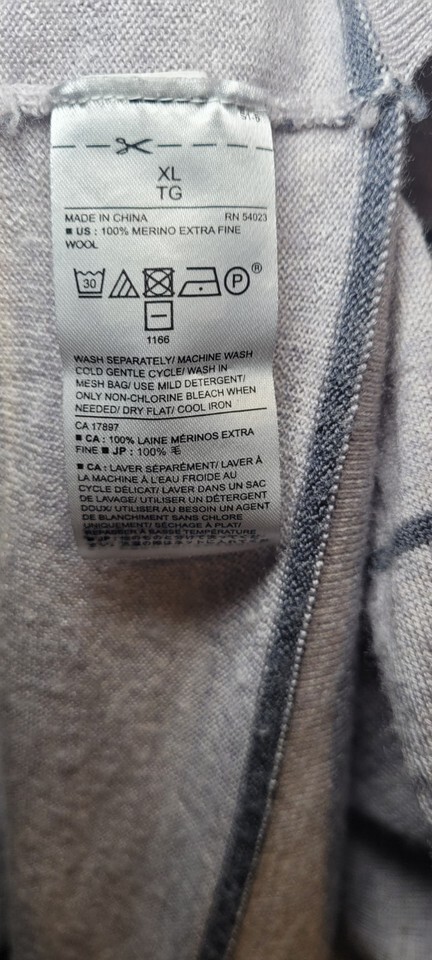 XL
TG
MADE IN CHINA RN 54023
■ US : 100% MERINO EXTRA FINE
WOOL
30 P ®
1166
WASH SEPARATELY/ MACHINE WASH
COLD GENTLE CYCLE/ WASH IN
MESH BAG/ USE MILD DETERGENT/
ONLY NON-CHLORINE BLEACH WHEN
NEEDED/ DRY FLAT/ COOL IRON
CA 17897
■ CA : 100% LAINE MÉRINOS EXTRA
FINE ■ JP : 100% 毛
■ CA : LAVER SÉPARÉMENT/ LAVER À
LA MACHINE À L'EAU FROIDE AU
CYCLE DÉLICAT/ LAVER DANS UN SAC
DE LAVAGE/ UTILISER UN DÉTERGENT
DOUX/ UTILISER AU BESOIN UN AGENT
DE BLANCHIMENT SANS CHLORE
UNIQUEMENT/ SÉCHAGE À PLAT/
REPASSER À BASSE TEMPÉRATURE